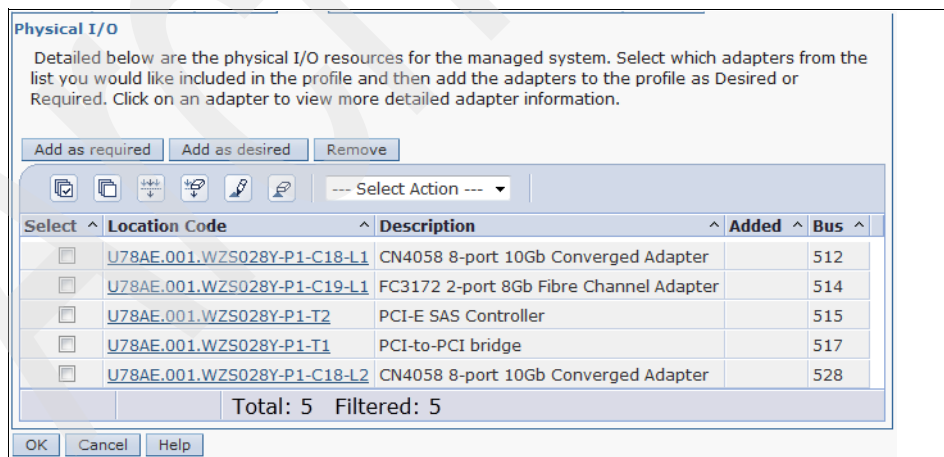 Physical I/O
Detailed below are the physical I/O resources for the managed system. Select which adapters from the
list you would like included in the profile and then add the adapters to the profile as Desired or
Required. Click on an adapter to view more detailed adapter information.
Add as required Add as desired Remove
--- Select Action ---
Select ^ Location Code ^ Description ^ Added ^ Bus ^
U78AE.001.WZS028Y-P1-C18-L1 CN4058 8-port 10Gb Converged Adapter 512
U78AE.001.WZS028Y-P1-C19-L1 FC3172 2-port 8Gb Fibre Channel Adapter 514
U78AE.001.WZS028Y-P1-T2 PCI-E SAS Controller 515
U78AE.001.WZS028Y-P1-T1 PCI-to-PCI bridge 517
U78AE.001.WZS028Y-P1-C18-L2 CN4058 8-port 10Gb Converged Adapter 528
Total: 5 Filtered: 5
OK Cancel Help